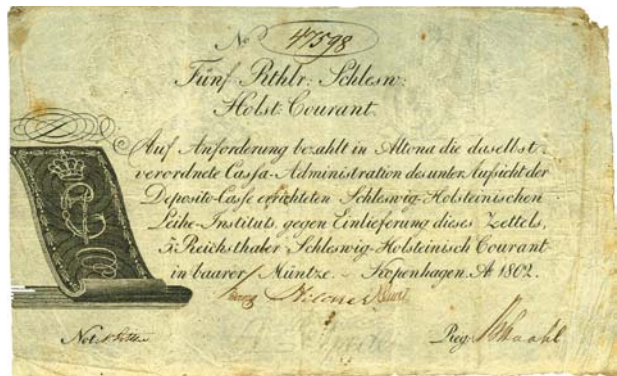 No 47598
Fünf Rthlr: Schlesw:
Holst: Courant.
Auf Anforderung bezahlt in Altona die daselbst
verordnete Cassa-Administration des unter Aufsicht der
Deposito-Casse errichteten Schleswig-Holsteinischen
Leihe-Instituts, gegen Einlieferung dieses Zettels,
5 Reichsthaler Schleswig-Holsteinisch Courant
in baarer Müntze. - Kopenhagen. Ao 1802.
Not.
Reg: